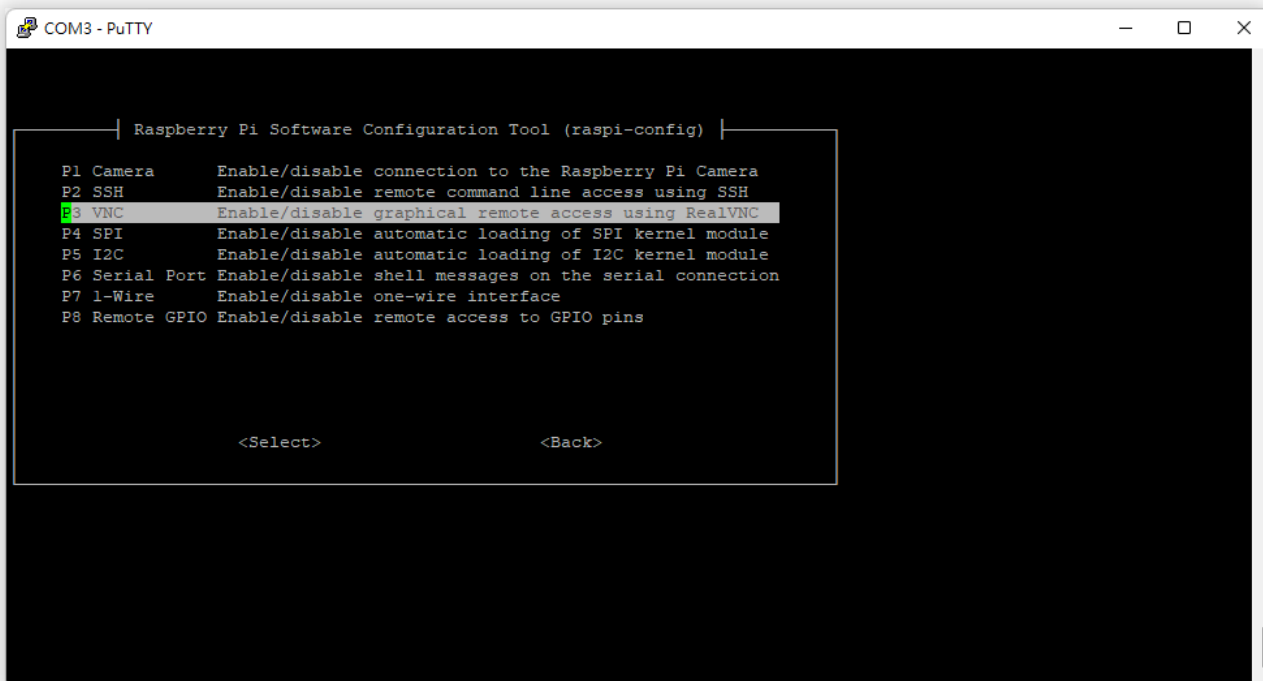 COM3 - PuTTY
Raspberry Pi Software Configuration Tool (raspi-config)
P1 Camera Enable/disable connection to the Raspberry Pi Camera
P2 SSH Enable/disable remote command line access using SSH
P3 VNC Enable/disable graphical remote access using RealVNC
P4 SPI Enable/disable automatic loading of SPI kernel module
P5 I2C Enable/disable automatic loading of I2C kernel module
P6 Serial Port Enable/disable shell messages on the serial connection
P7 1-Wire Enable/disable one-wire interface
P8 Remote GPIO Enable/disable remote access to GPIO pins
<Select> <Back>